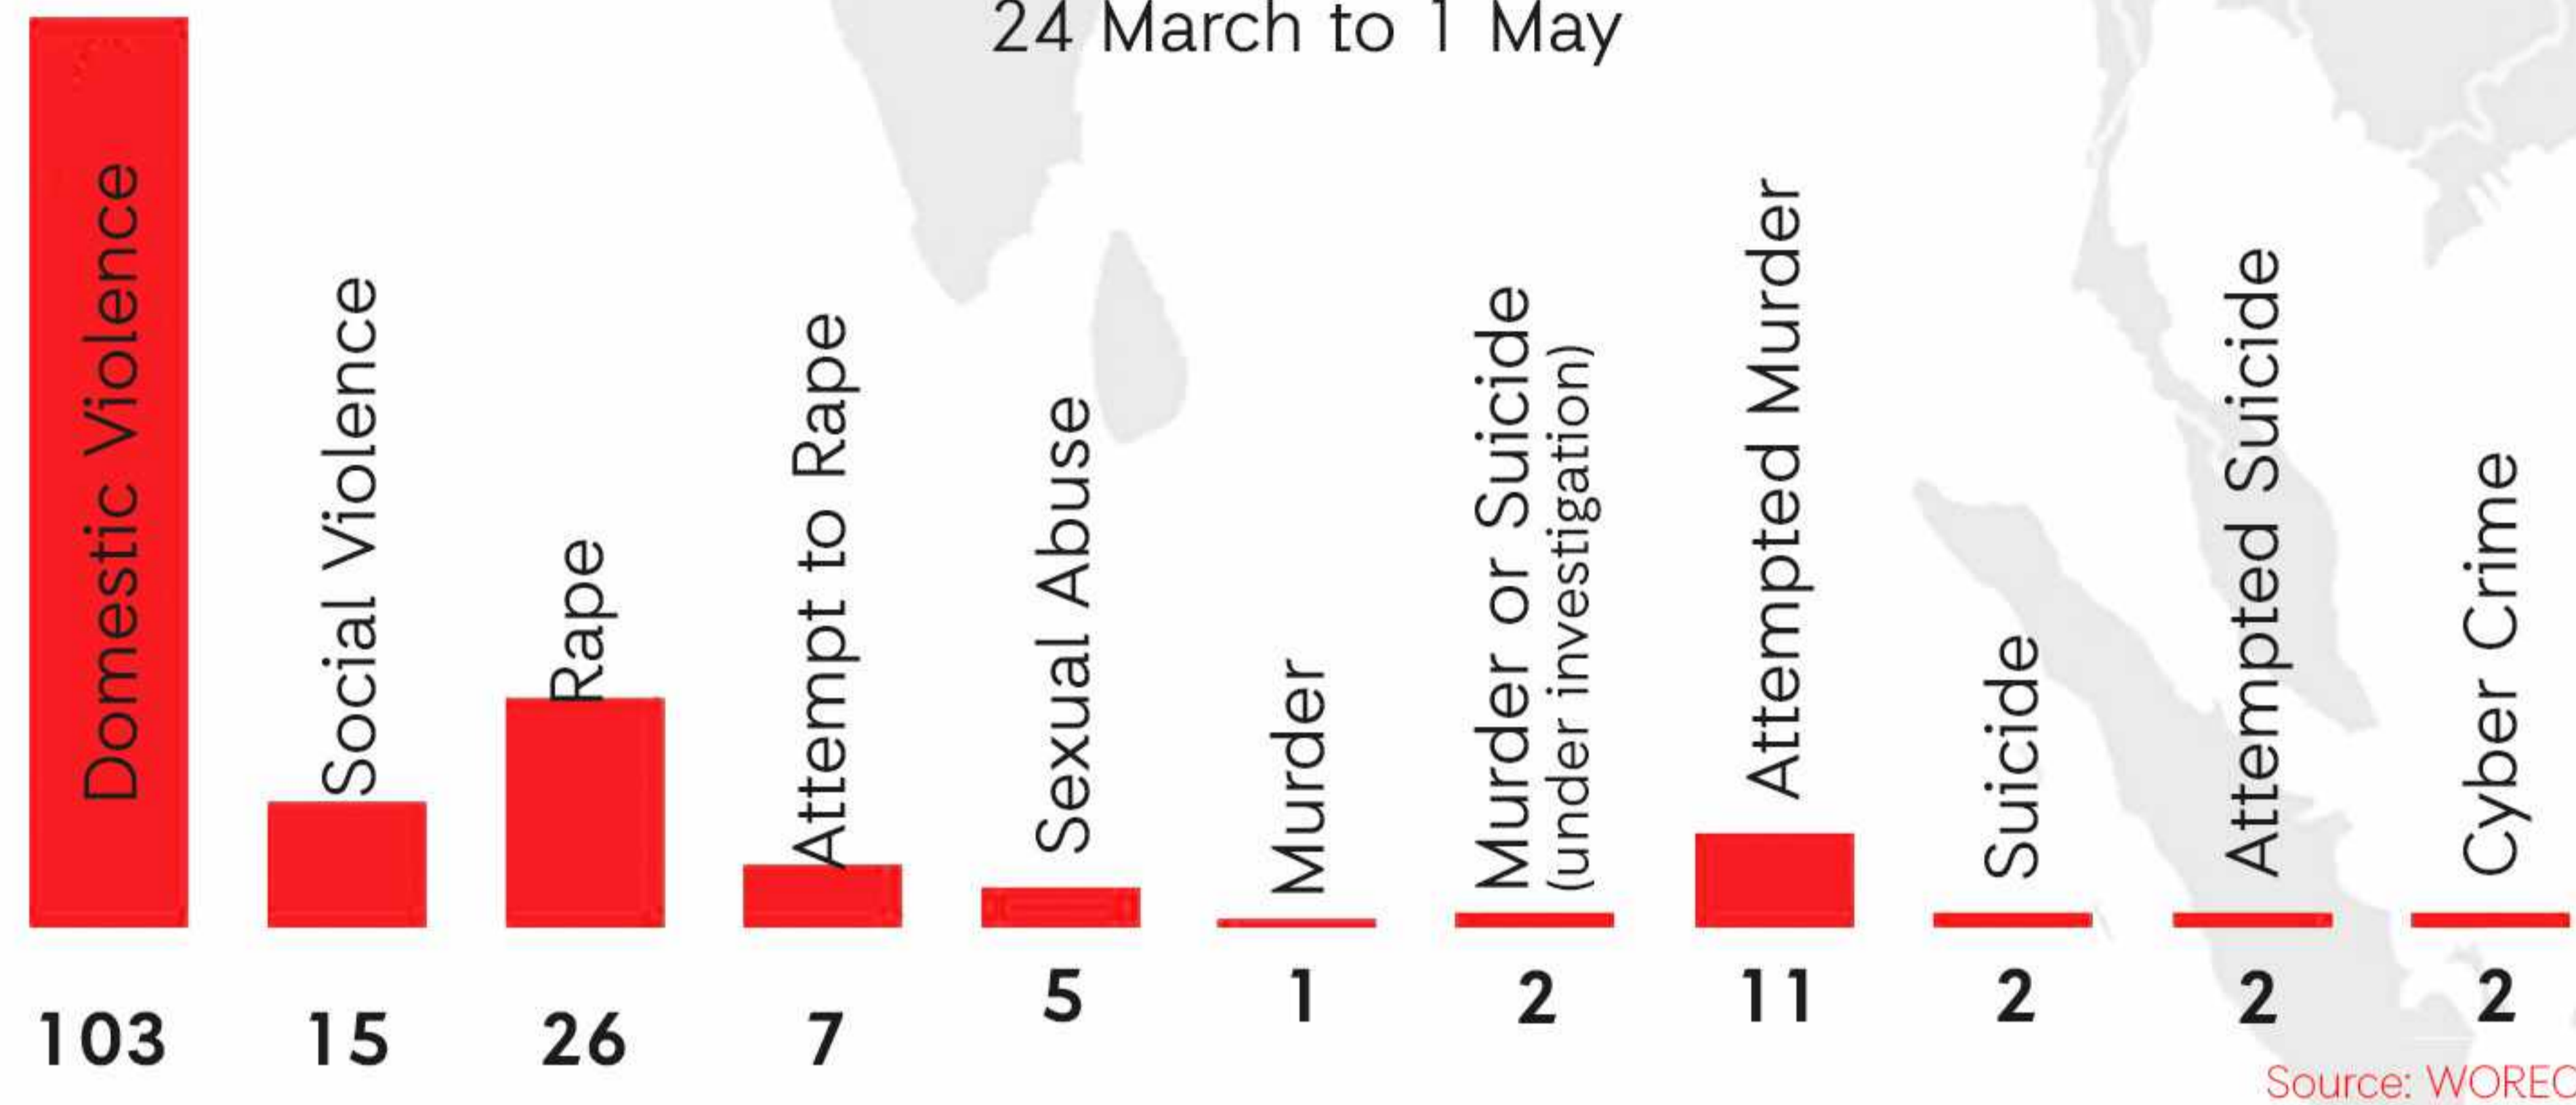 24 March to 1 May
Domestic Violence
Social Violence
Rape
Attempt to Rape
Sexual Abuse
Murder
Murder or Suicide
(under investigation)
Attempted Murder
Suicide
Attempted Suicide
Cyber Crime
103
15
26
7
5
1
2
11
2
2
2
Source: WOREC